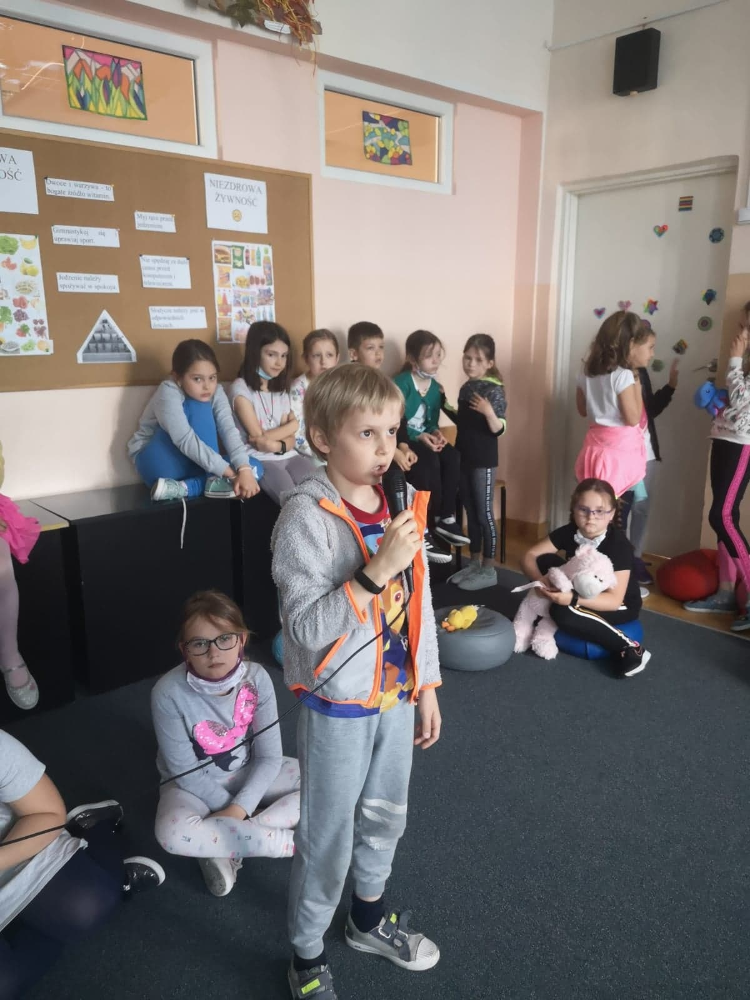 WA
OŚĆ
Owoce i warzywa - to
bogate źródło witamin.
Gimnastykuj się i
uprawiaj sport.
Jedzenie należy
spożywać w spokoju.
Myj ręce przed
jedzeniem.
Nie spędzaj za dużo
czasu przed
komputerem i
telewizorem.
Słodycze należy jeść w
odpowiednich
ilościach.
NIEZDROWA
ŻYWNOŚĆ